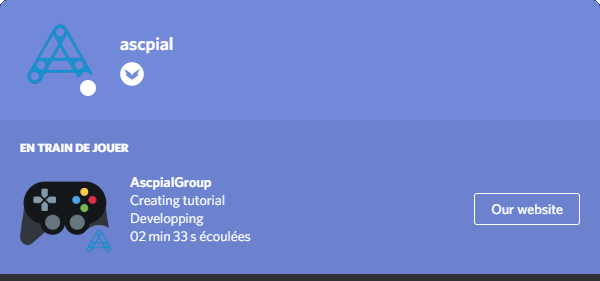 ascpial
EN TRAIN DE JOUER
AscpialGroup
Creating tutorial
Developping
02 min 33 s écoulées
Our website